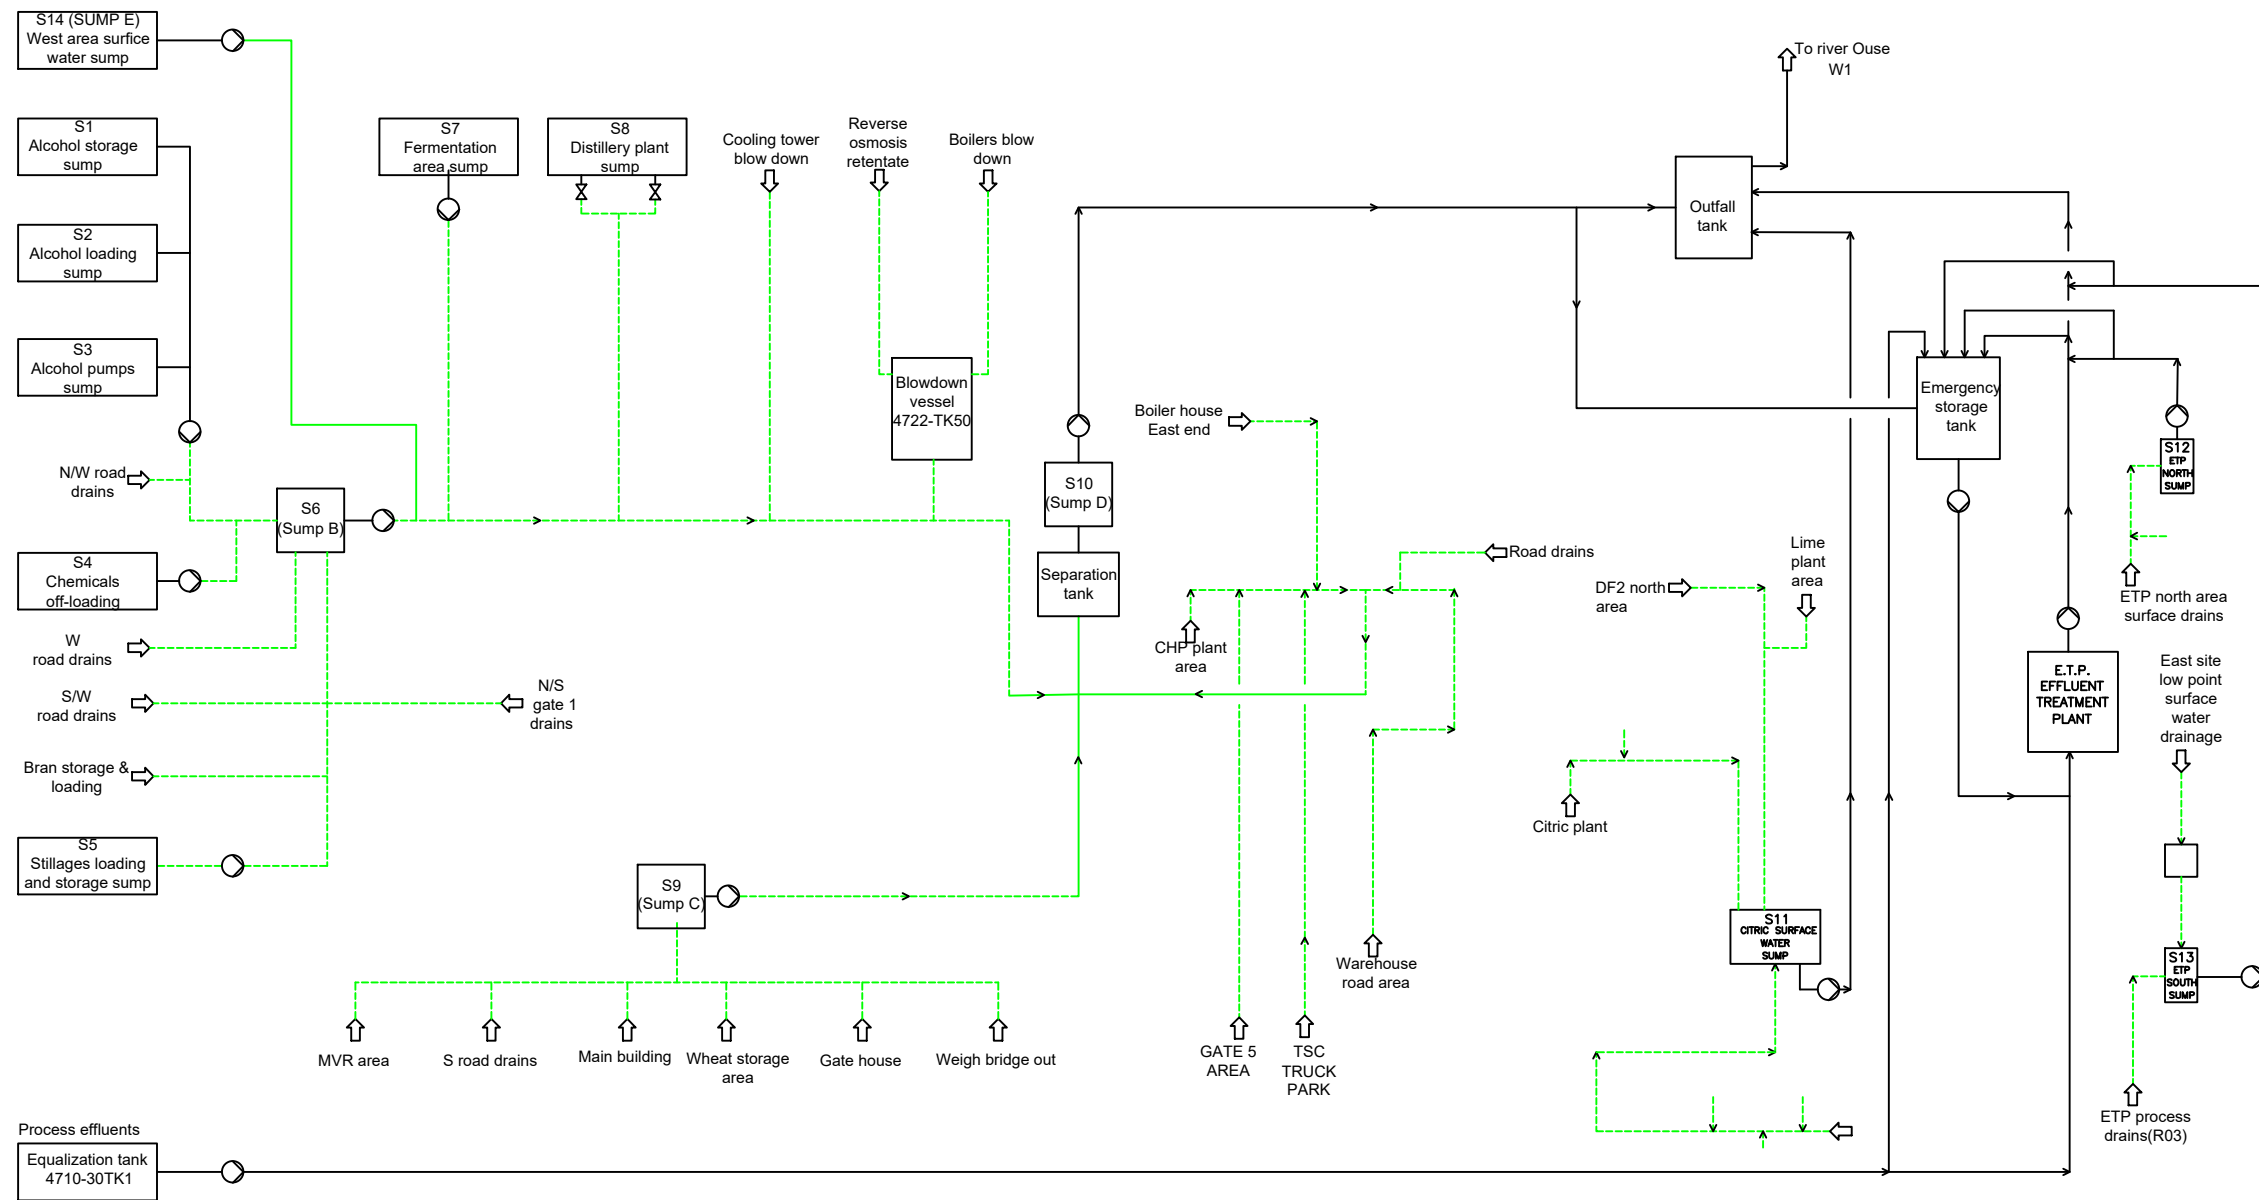 S14 (SUMP E)
West area surfice
water sump
To river Ouse
W1
S1
Alcohol storage
sump
S7
Fermentation
area sump
S8
Distillery plant
sump
Cooling tower
blow down
Reverse
osmosis
retentate
Boilers blow
down
Outfall
tank
S2
Alcohol loading
sump
S3
Alcohol pumps
sump
Blowdown
vessel
4722-TK50
Boiler house
East end
Emergency
storage
tank
S12
ETP
NORTH
SUMP
N/W road
drains
S6
(Sump B)
S10
(Sump D)
Separation
tank
Road drains
Lime
plant
area
DF2 north
area
ETP north area
surface drains
S4
Chemicals
off-loading
W
road drains
CHP plant
area
E.T.P.
EFFLUENT
TREATMENT
PLANT
East site
low point
surface
water
drainage
S/W
road drains
N/S
gate 1
drains
Bran storage &
loading
Citric plant
S5
Stillages loading
and storage sump
S9
(Sump C)
S11
CITRIC SURFACE
WATER
SUMP
Warehouse
road area
S13
ETP
SOUTH
SUMP
MVR area
S road drains
Main building
Wheat storage
area
Gate house
Weigh bridge out
GATE 5
AREA
TSC
TRUCK
PARK
ETP process
drains(R03)
Process effluents
Equalization tank
4710-30TK1